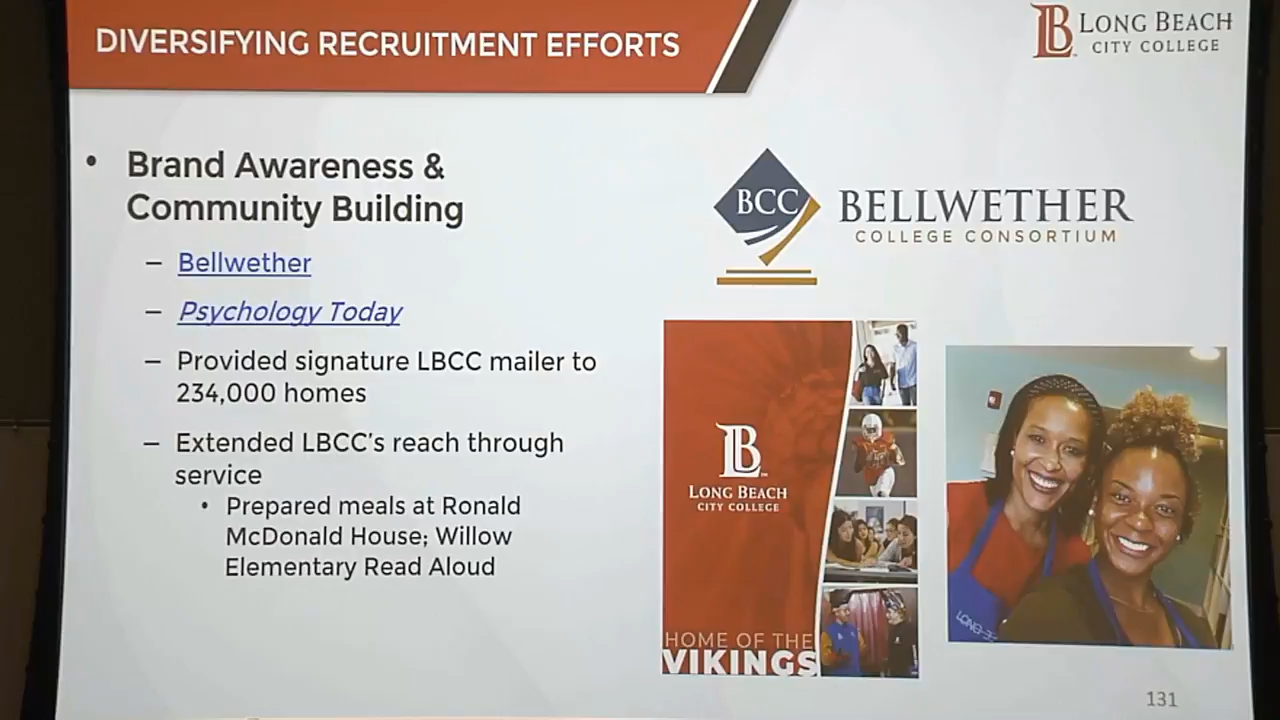 DIVERSIFYING RECRUITMENT EFFORTS
LONG BEACH
CITY COLLEGE
• Brand Awareness &
Community Building
– Bellwether
– Psychology Today
– Provided signature LBCC mailer to
234,000 homes
– Extended LBCC's reach through
service
• Prepared meals at Ronald
McDonald House; Willow
Elementary Read Aloud
BCC
BELLWETHER
COLLEGE CONSORTIUM
LB
LONG BEACH
CITY COLLEGE
HOME OF THE
VIKINGS
131